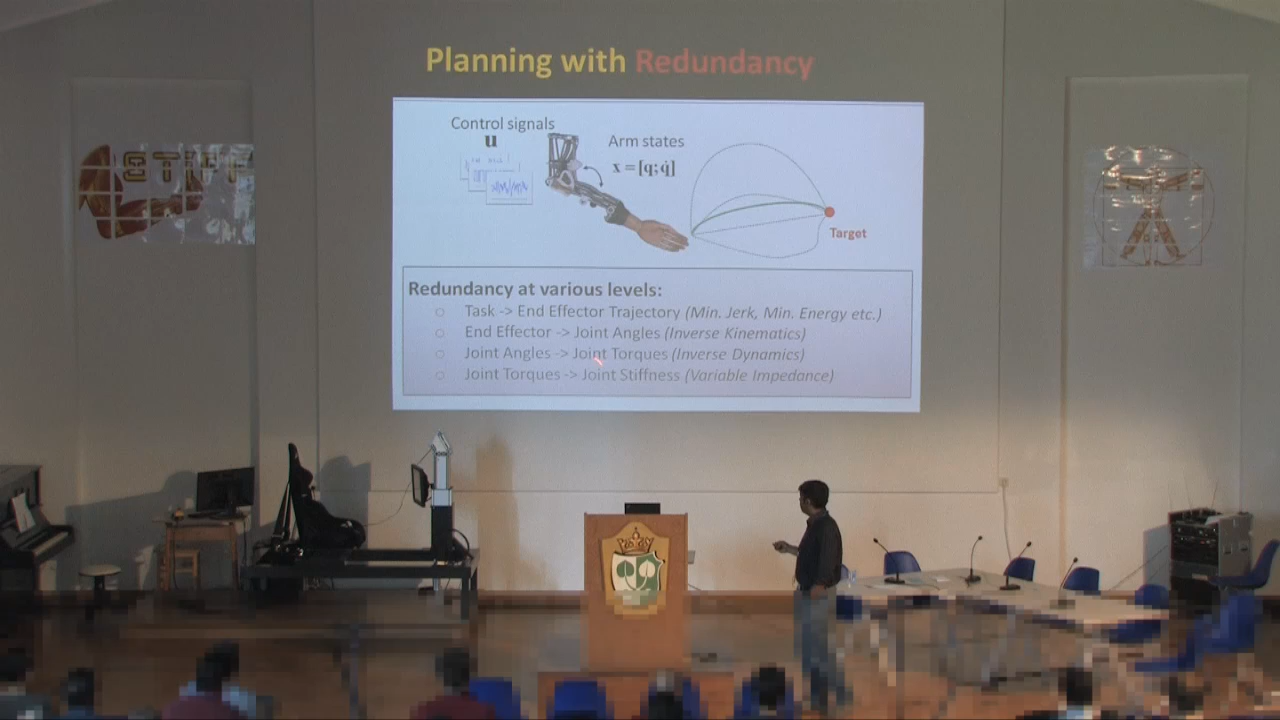 Planning with Redundancy
Control signals
u
Arm states
x = [q; q̇]
Target
Redundancy at various levels:
Task -> End Effector Trajectory (Min. Jerk, Min. Energy etc.)
End Effector -> Joint Angles (Inverse Kinematics)
Joint Angles -> Joint Torques (Inverse Dynamics)
Joint Torques -> Joint Stiffness (Variable Impedance)
STIFF